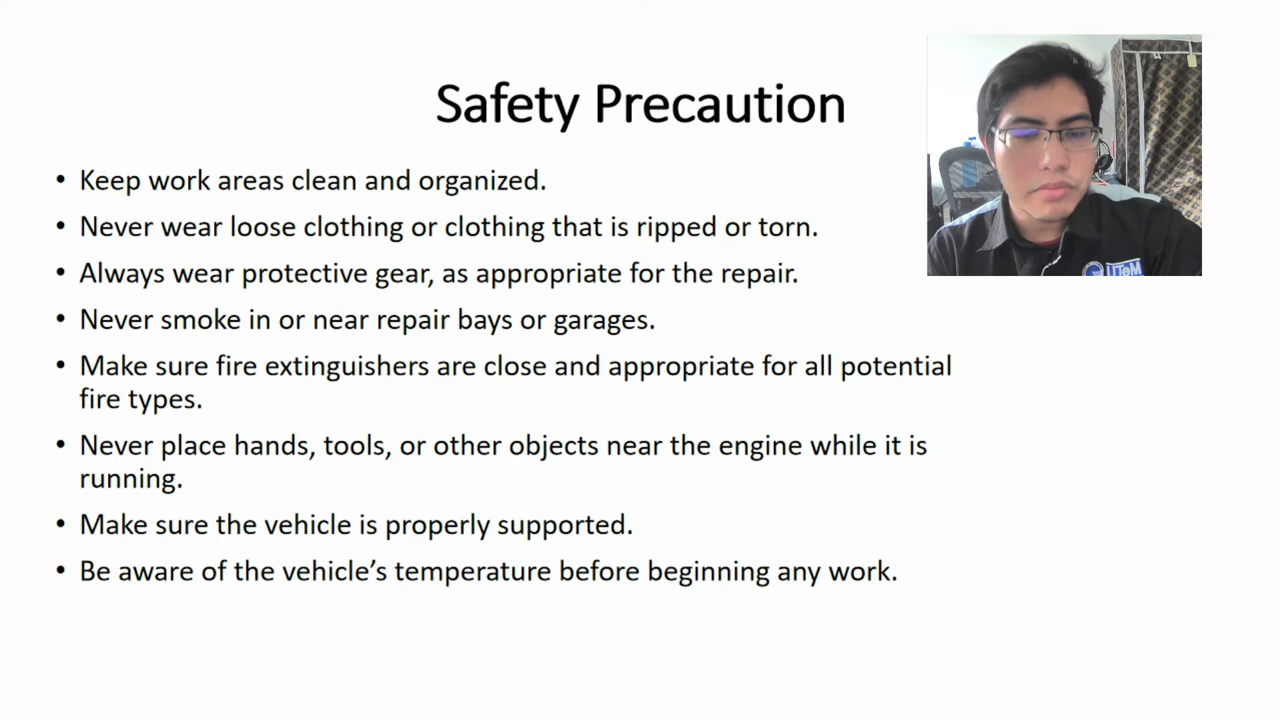 Safety Precaution
• Keep work areas clean and organized.
• Never wear loose clothing or clothing that is ripped or torn.
• Always wear protective gear, as appropriate for the repair.
• Never smoke in or near repair bays or garages.
• Make sure fire extinguishers are close and appropriate for all potential
fire types.
• Never place hands, tools, or other objects near the engine while it is
running.
• Make sure the vehicle is properly supported.
• Be aware of the vehicle’s temperature before beginning any work.
UTeM